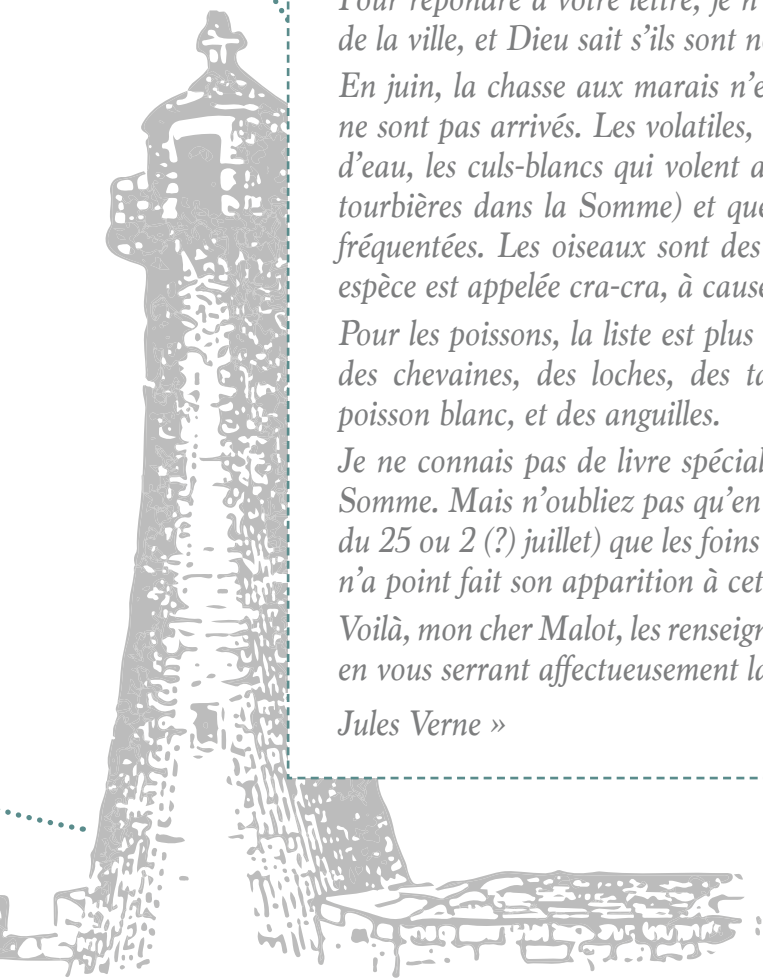 Pour répondre à votre lettre, je n'
de la ville, et Dieu sait s'ils sont
En juin, la chasse aux marais n'e
ne sont pas arrivés. Les volatiles,
d'eau, les culs-blancs qui volent a
tourbières dans la Somme) et que
fréquentées. Les oiseaux sont des
espèce est appelée cra-cra, à cause
Pour les poissons, la liste est plus
des chevaines, des loches, des ta
poisson blanc, et des anguilles.
Je ne connais pas de livre spécial
Somme. Mais n'oubliez pas qu'en
du 25 ou 2 (?) juillet) que les foins
n'a point fait son apparition à cet
Voilà, mon cher Malot, les renseign
en vous serrant affectueusement la
Jules Verne »